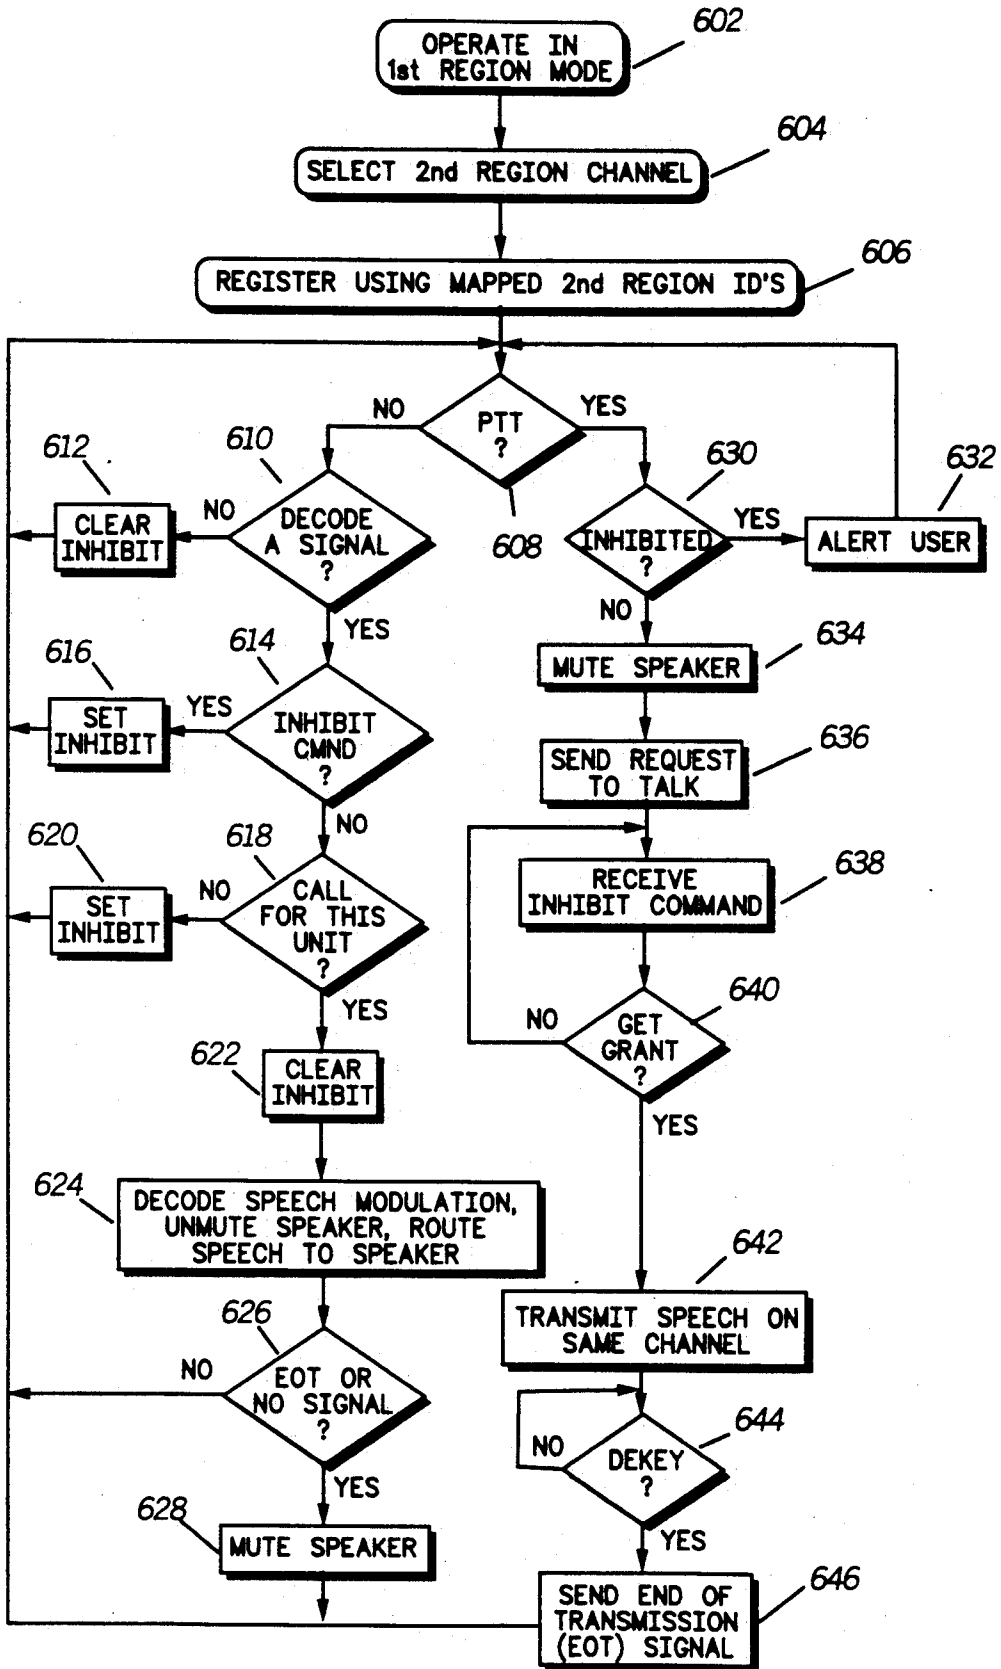 602
OPERATE IN
1st REGION MODE
604
SELECT 2nd REGION CHANNEL
606
REGISTER USING MAPPED 2nd REGION ID'S
NO
PTT
?
YES
608
610
DECODE
A SIGNAL
?
NO
612
CLEAR
INHIBIT
YES
614
INHIBIT
CMND
?
YES
616
SET
INHIBIT
NO
618
CALL
FOR THIS
UNIT
?
NO
620
SET
INHIBIT
YES
622
CLEAR
INHIBIT
624
DECODE SPEECH MODULATION,
UNMUTE SPEAKER, ROUTE
SPEECH TO SPEAKER
626
EOT OR
NO SIGNAL
?
NO
YES
628
MUTE SPEAKER
630
INHIBITED
?
YES
632
ALERT USER
NO
634
MUTE SPEAKER
636
SEND REQUEST
TO TALK
638
RECEIVE
INHIBIT COMMAND
640
GET
GRANT
?
NO
YES
642
TRANSMIT SPEECH ON
SAME CHANNEL
644
DEKEY
?
NO
YES
646
SEND END OF
TRANSMISSION
(EOT) SIGNAL